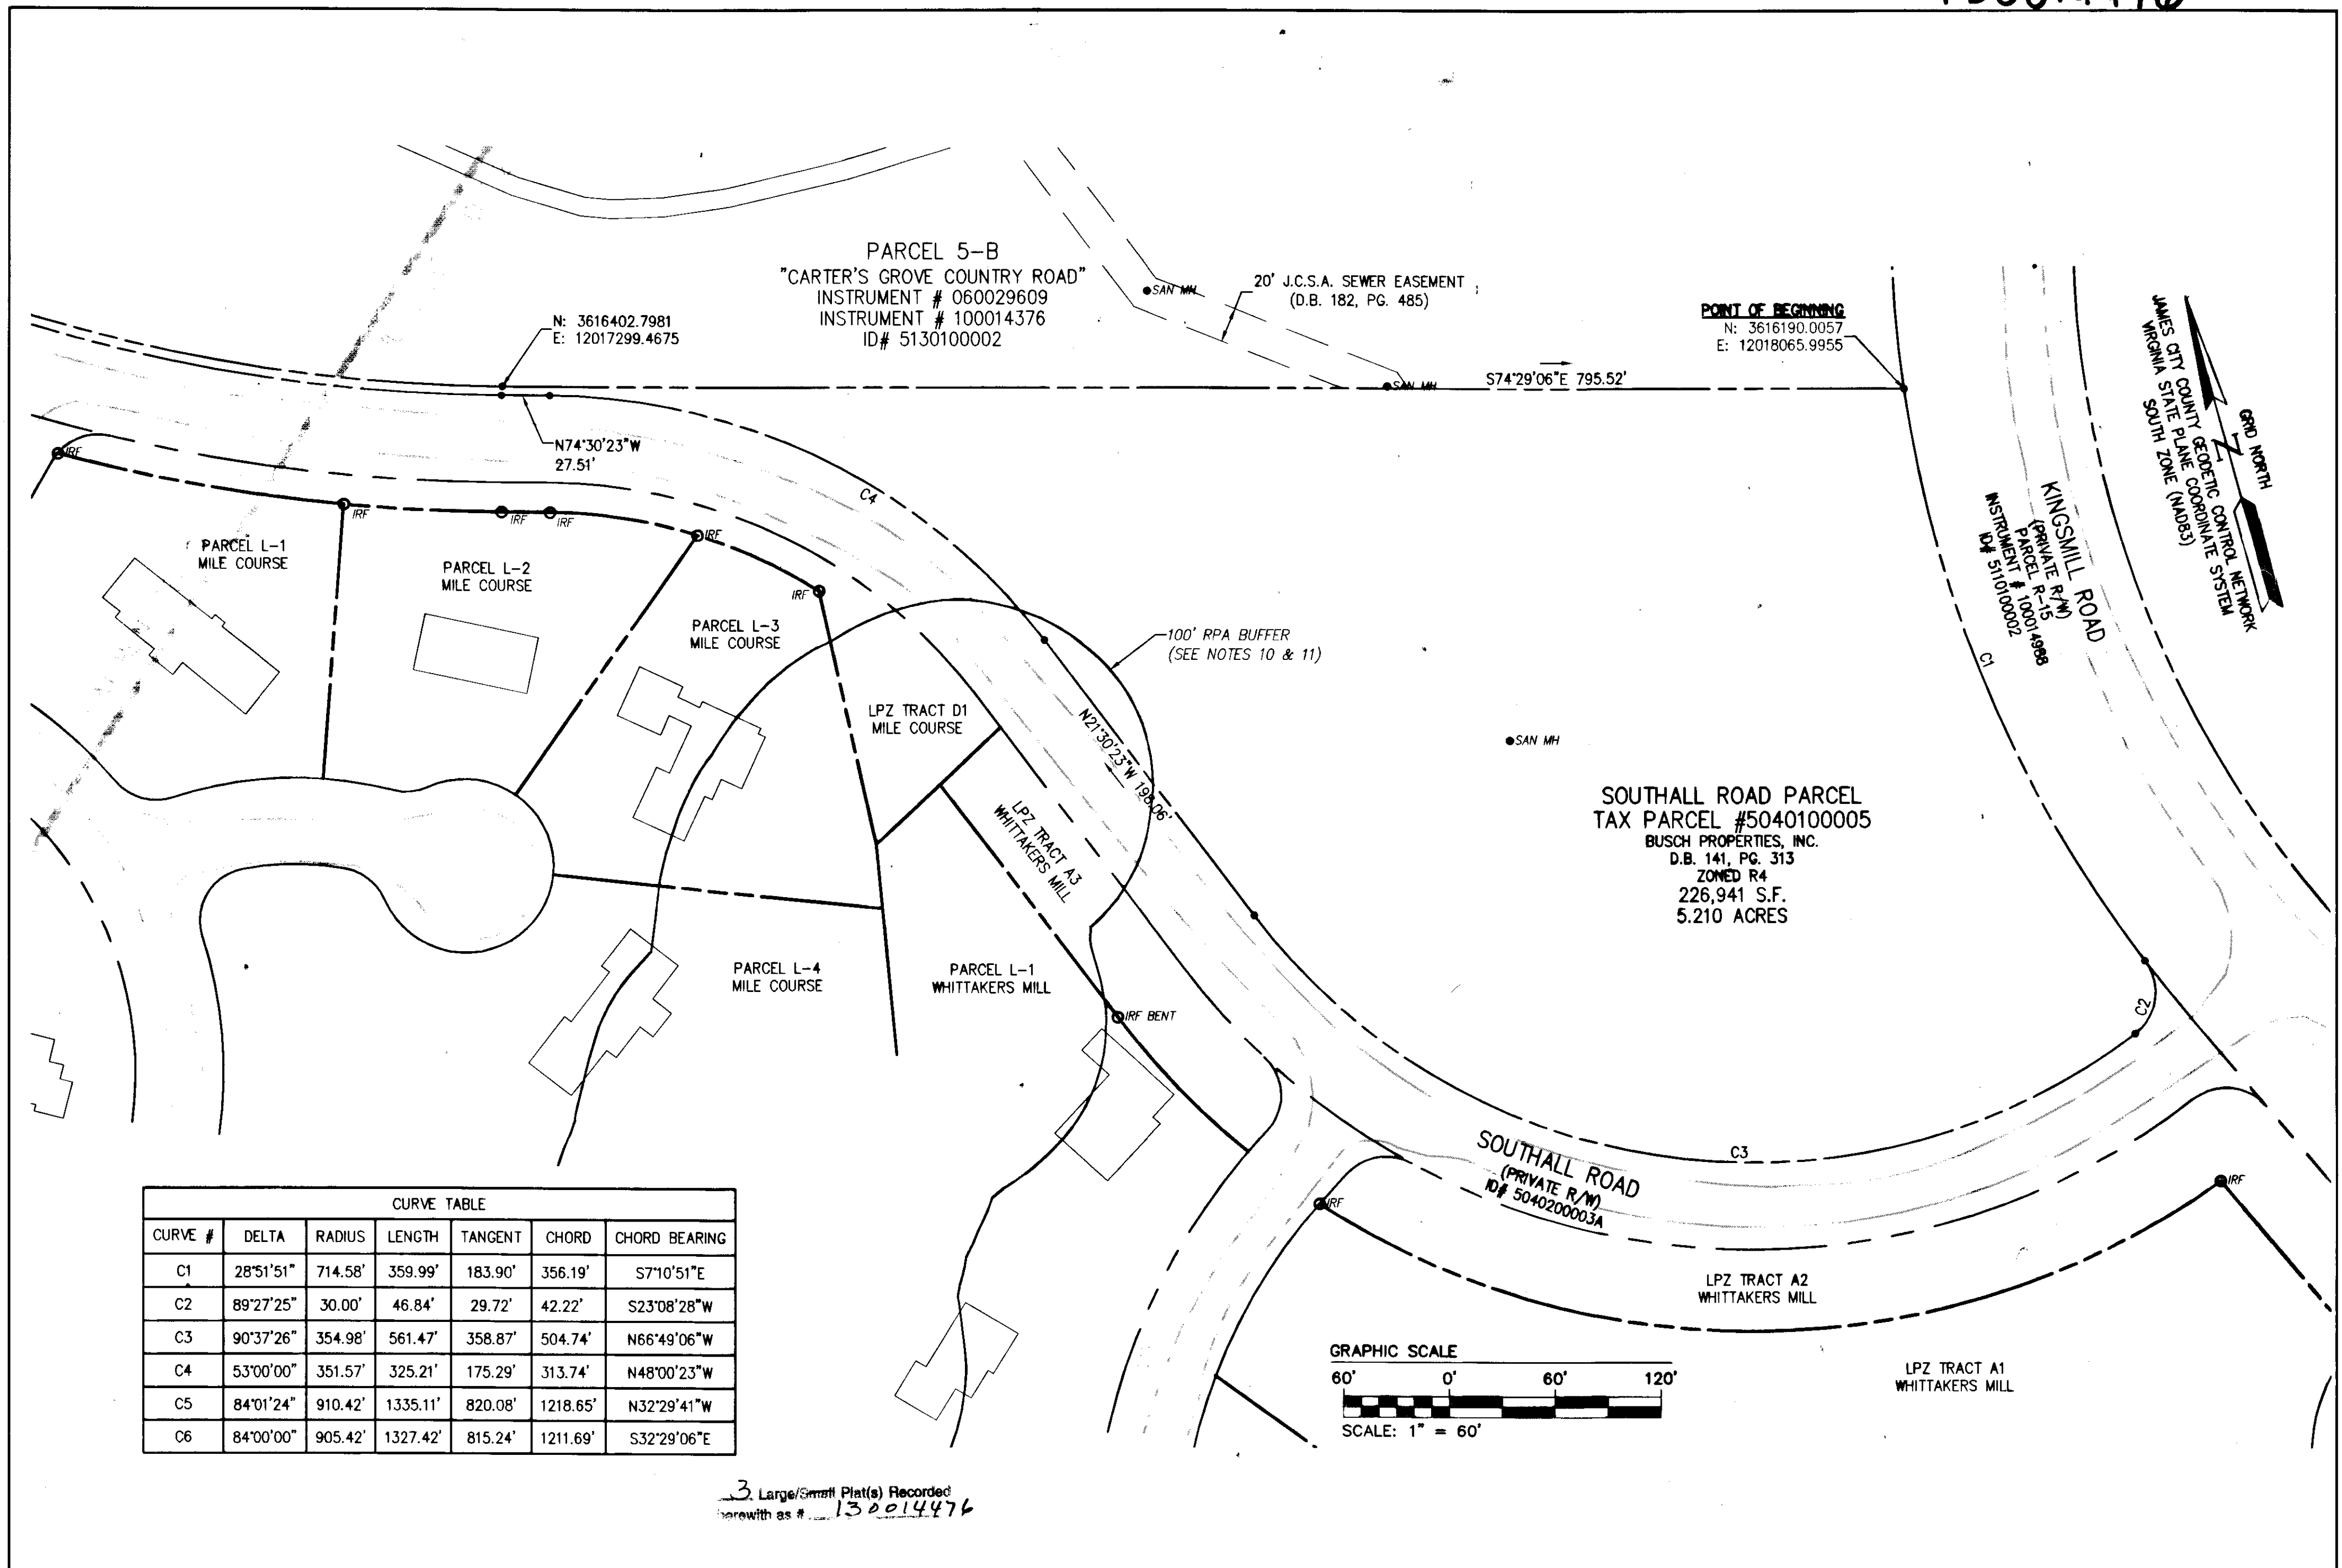 PARCEL 5-B
"CARTER'S GROVE COUNTRY ROAD"
INSTRUMENT # 060029609
INSTRUMENT # 100014376
ID# 5130100002
SAN MH
20' J.C.S.A. SEWER EASEMENT
(D.B. 182, PG. 485)
N: 3616402.7981
E: 12017299.4675
POINT OF BEGINNING
N: 3616190.0057
E: 12018065.9955
SAN MH
S74°29'06"E 795.52'
JAMES CITY COUNTY GEODETIC CONTROL NETWORK
VIRGINIA STATE PLANE COORDINATE SYSTEM
SOUTH ZONE (NAD83)
GRID NORTH
N74°30'23"W
27.51'
IRF
IRF
IRF
IRF
IRF
IRF
C4
KINGSMILL ROAD
(PRIVATE R/W)
PARCEL R-15
INSTRUMENT # 100014988
ID# 5110100002
C1
PARCEL L-1
MILE COURSE
PARCEL L-2
MILE COURSE
PARCEL L-3
MILE COURSE
100' RPA BUFFER
(SEE NOTES 10 & 11)
LPZ TRACT D1
MILE COURSE
N21°30'23"W 198.06'
SAN MH
SOUTHALL ROAD PARCEL
TAX PARCEL #5040100005
BUSCH PROPERTIES, INC.
D.B. 141, PG. 313
ZONED R4
226,941 S.F.
5.210 ACRES
LPZ TRACT A3
WHITTAKERS MILL
PARCEL L-4
MILE COURSE
PARCEL L-1
WHITTAKERS MILL
IRF BENT
C2
C3
SOUTHALL ROAD
(PRIVATE R/W)
ID# 5040200003A
IRF
IRF
LPZ TRACT A2
WHITTAKERS MILL
LPZ TRACT A1
WHITTAKERS MILL
CURVE TABLE
CURVE # DELTA RADIUS LENGTH TANGENT CHORD CHORD BEARING
C1 28°51'51" 714.58' 359.99' 183.90' 356.19' S7°10'51"E
C2 89°27'25" 30.00' 46.84' 29.72' 42.22' S23°08'28"W
C3 90°37'26" 354.98' 561.47' 358.87' 504.74' N66°49'06"W
C4 53°00'00" 351.57' 325.21' 175.29' 313.74' N48°00'23"W
C5 84°01'24" 910.42' 1335.11' 820.08' 1218.65' N32°29'41"W
C6 84°00'00" 905.42' 1327.42' 815.24' 1211.69' S32°29'06"E
GRAPHIC SCALE
60' 0' 60' 120'
SCALE: 1" = 60'
3 Large/Small Plat(s) Recorded
herewith as # 130014476